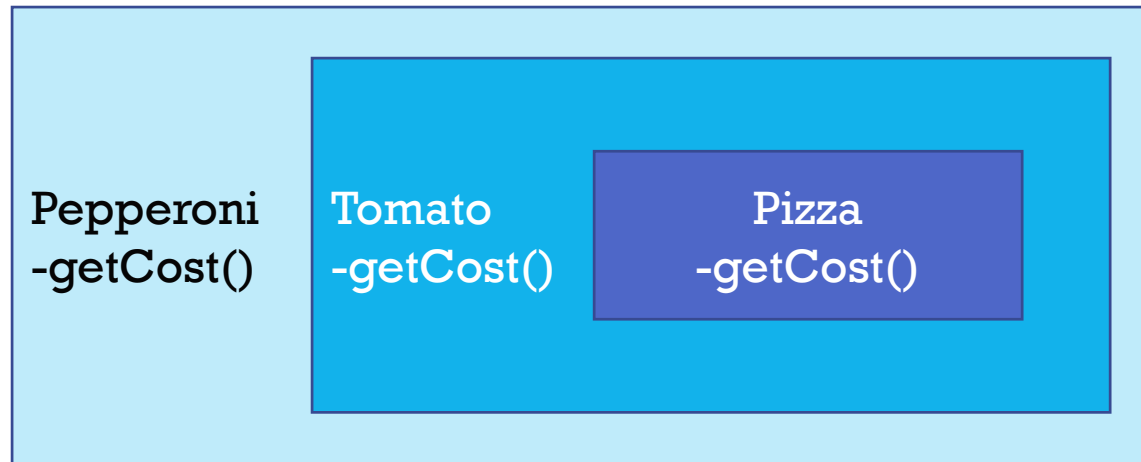 Pepperoni
-getCost()
Tomato
-getCost()
Pizza
-getCost()